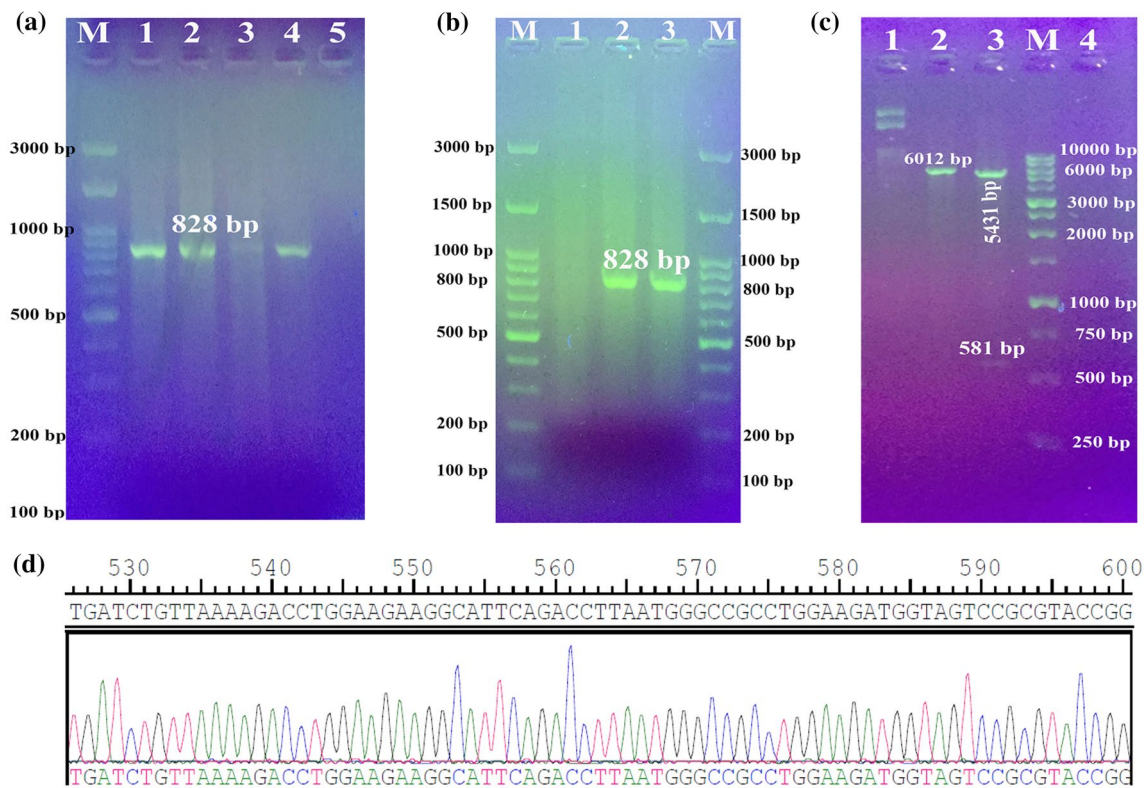 (a)
M 1 2 3 4 5
3000 bp
1000 bp
828 bp
500 bp
200 bp
100 bp
(b)
M 1 2 3 M
3000 bp
1500 bp
1000 bp
800 bp
500 bp
200 bp
100 bp
828 bp
3000 bp
1500 bp
1000 bp
800 bp
500 bp
200 bp
100 bp
(c)
1 2 3 M 4
6012 bp
5431 bp
581 bp
10000 bp
6000 bp
3000 bp
2000 bp
1000 bp
750 bp
500 bp
250 bp
(d)
530 540 550 560 570 580 590 600
TGATCTGTTAAAAGACCTGGAAGAAGGCATTCAGACCTTAATGGGCCGCCTGGAAGATGGTAGTCCGCGTACCGG
TGATCTGTTAAAAGACCTGGAAGAAGGCATTCAGACCTTAATGGGCCGCCTGGAAGATGGTAGTCCGCGTACCGG